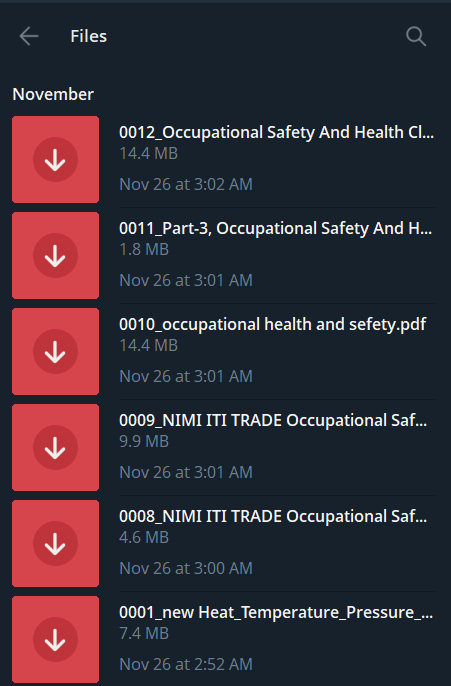 Files
November
0012_Occupational Safety And Health Cl...
14.4 MB
Nov 26 at 3:02 AM
0011_Part-3, Occupational Safety And H...
1.8 MB
Nov 26 at 3:01 AM
0010_occupational health and sefety.pdf
14.4 MB
Nov 26 at 3:01 AM
0009_NIMI ITI TRADE Occupational Saf...
9.9 MB
Nov 26 at 3:01 AM
0008_NIMI ITI TRADE Occupational Saf...
4.6 MB
Nov 26 at 3:00 AM
0001_new Heat_Temperature_Pressure_...
7.4 MB
Nov 26 at 2:52 AM